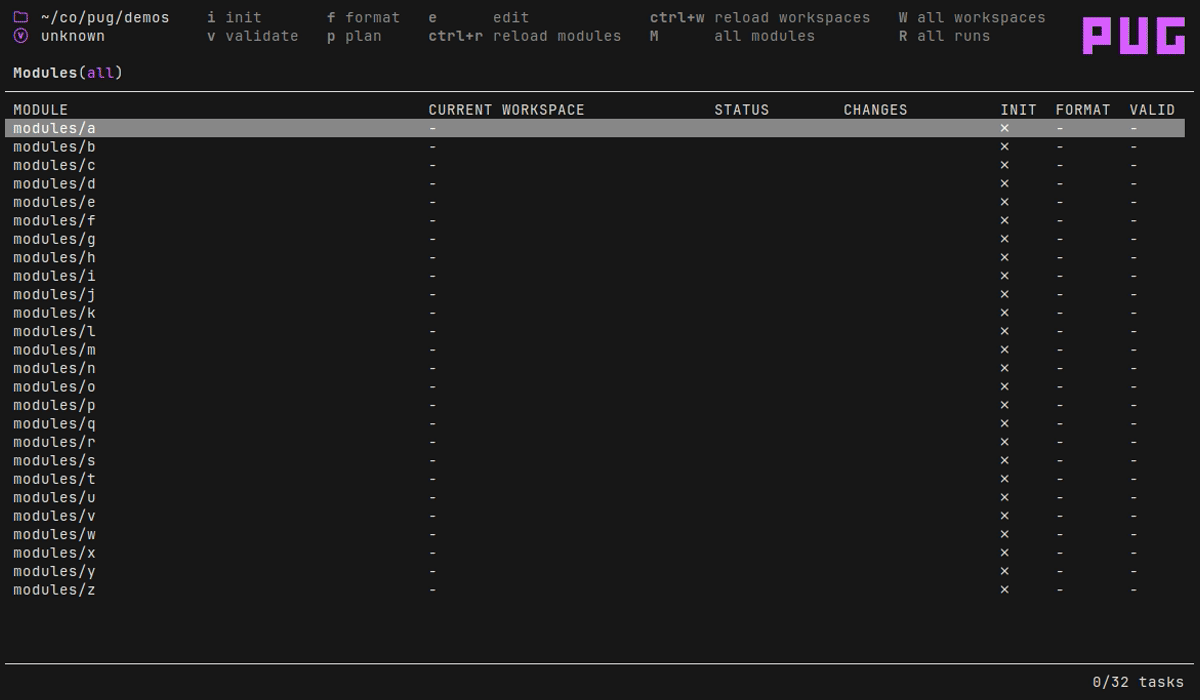 ~/co/pug/demos i init f format e edit ctrl+w reload workspaces W all workspaces
v unknown v validate p plan ctrl+r reload modules M all modules R all runs
PUG
Modules(all)
MODULE CURRENT WORKSPACE STATUS CHANGES INIT FORMAT VALID
modules/a - × - -
modules/b - × - -
modules/c - × - -
modules/d - × - -
modules/e - × - -
modules/f - × - -
modules/g - × - -
modules/h - × - -
modules/i - × - -
modules/j - × - -
modules/k - × - -
modules/l - × - -
modules/m - × - -
modules/n - × - -
modules/o - × - -
modules/p - × - -
modules/q - × - -
modules/r - × - -
modules/s - × - -
modules/t - × - -
modules/u - × - -
modules/v - × - -
modules/w - × - -
modules/x - × - -
modules/y - × - -
modules/z - × - -
0/32 tasks